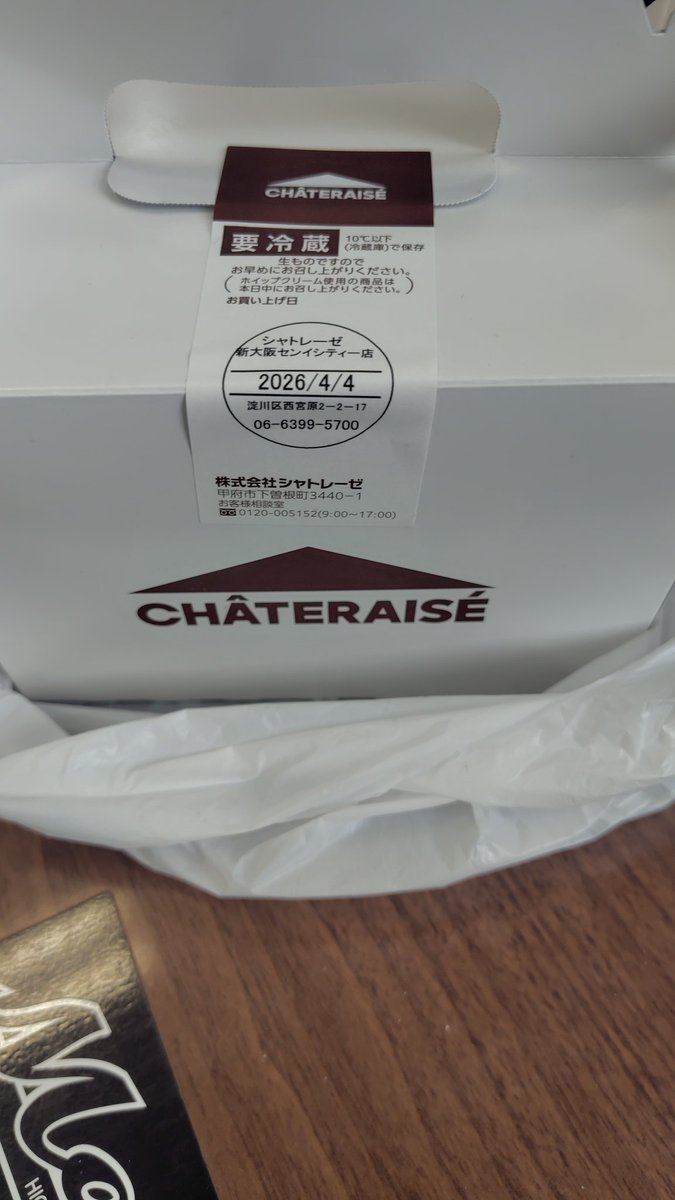 CHÂTERAISÉ
要冷蔵 10℃以下
(冷蔵庫)で保存
生ものですので
お早めにお召し上がりください。
(ホイップクリーム使用の商品は
本日中にお召し上がりください。)
お買い上げ日
シャトレーゼ
新大阪センイシティー店
2026/4/4
淀川区西宮原2-2-17
06-6399-5700
株式会社シャトレーゼ
甲府市下曽根町3440-1
お客様相談室
0120-005152(9:00~17:00)
CHÂTERAISÉ